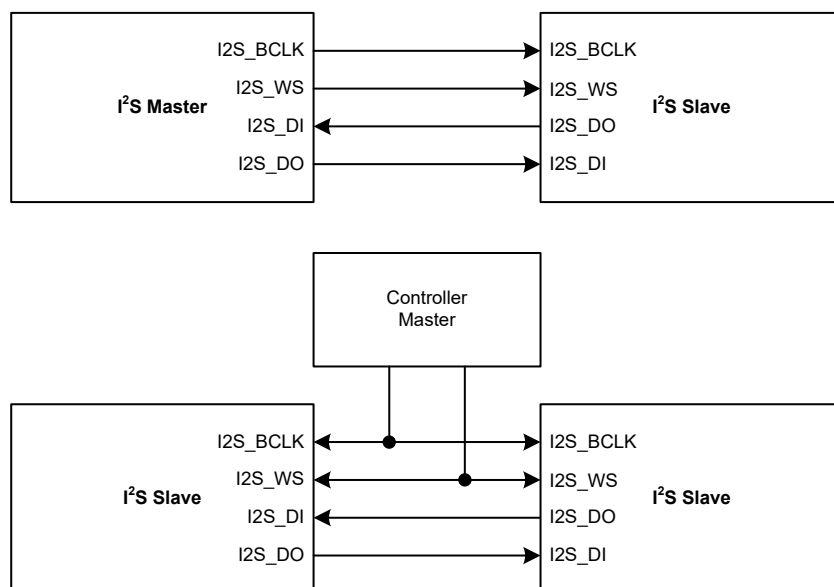 I2S_BCLK I2S_BCLK
I2S_WS I2S_WS
I²S Master I²S Slave
I2S_DI I2S_DO
I2S_DO I2S_DI
Controller
Master
I2S_BCLK I2S_BCLK
I2S_WS I2S_WS
I²S Slave I²S Slave
I2S_DI I2S_DO
I2S_DO I2S_DI